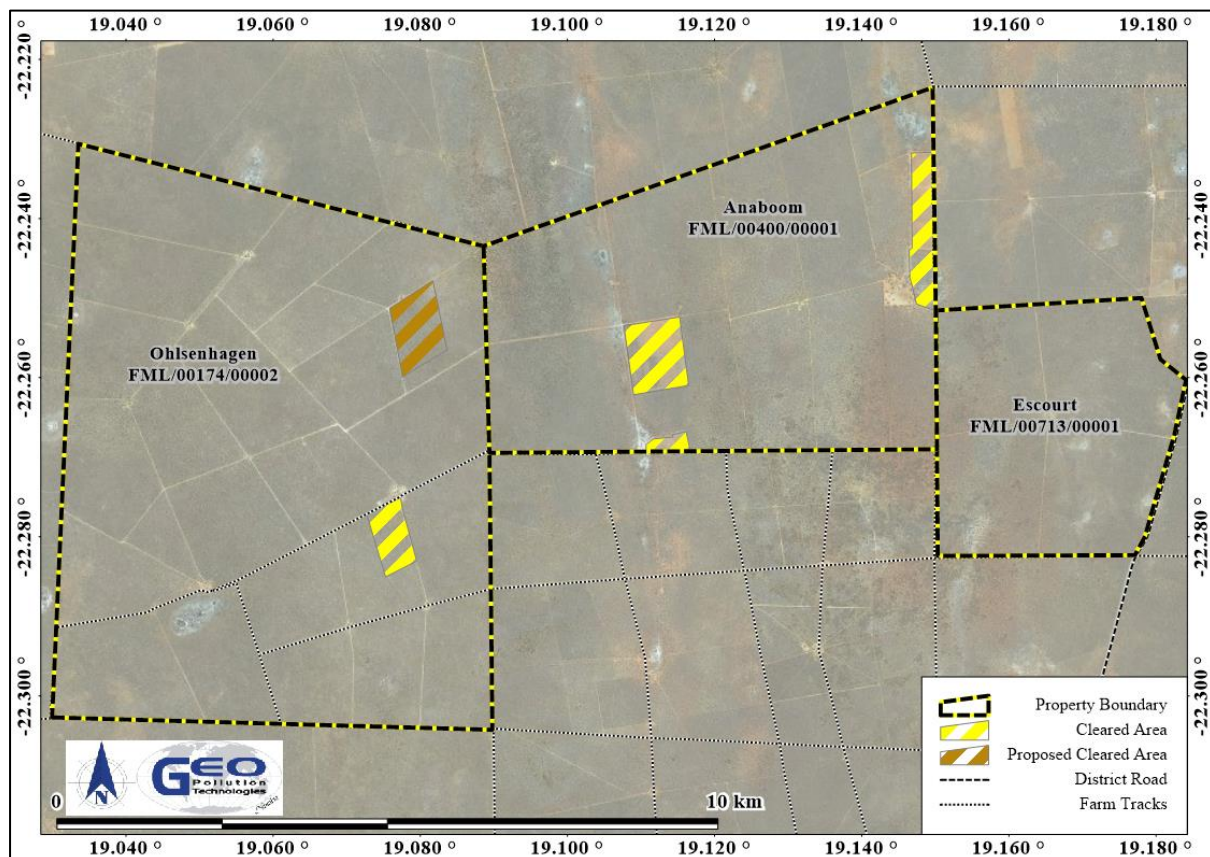 19.040 ° 19.060 ° 19.080 ° 19.100 ° 19.120 ° 19.140 ° 19.160 ° 19.180 °
-22.220 °
-22.220 °
-22.240 °
-22.240 °
-22.260 °
-22.260 °
-22.280 °
-22.280 °
-22.300 °
-22.300 °
Anaboom
FML/00400/00001
Ohlsenhagen
FML/00174/00002
Escourt
FML/00713/00001
Property Boundary
Cleared Area
Proposed Cleared Area
District Road
Farm Tracks
N
GEO
Pollution
Technologies
0 10 km
19.040 ° 19.060 ° 19.080 ° 19.100 ° 19.120 ° 19.140 ° 19.160 ° 19.180 °